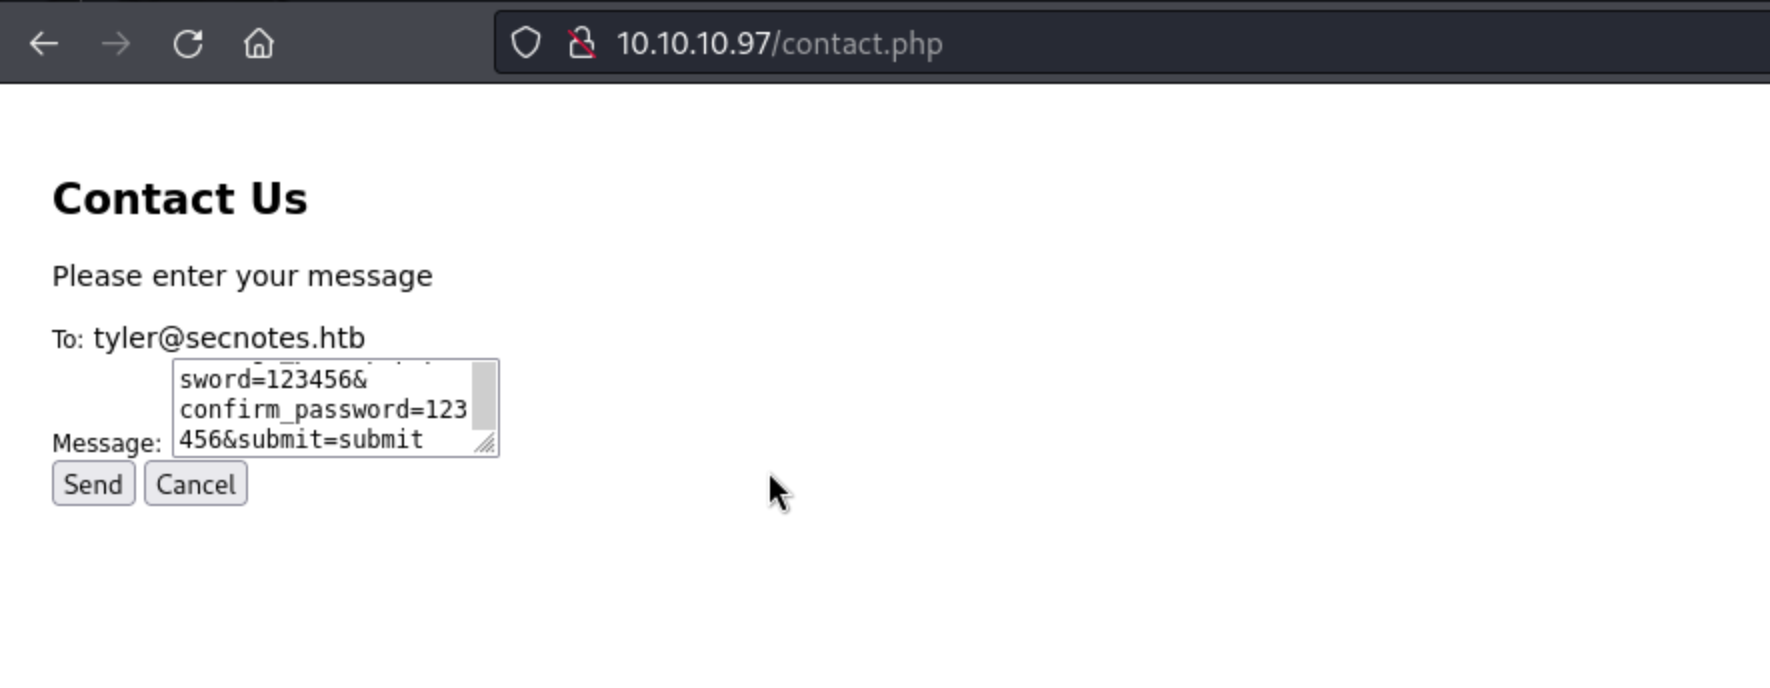 10.10.10.97/contact.php
Contact Us
Please enter your message
To: tyler@secnotes.htb
sword=123456&
confirm_password=123
456&submit=submit
Message:
Send Cancel